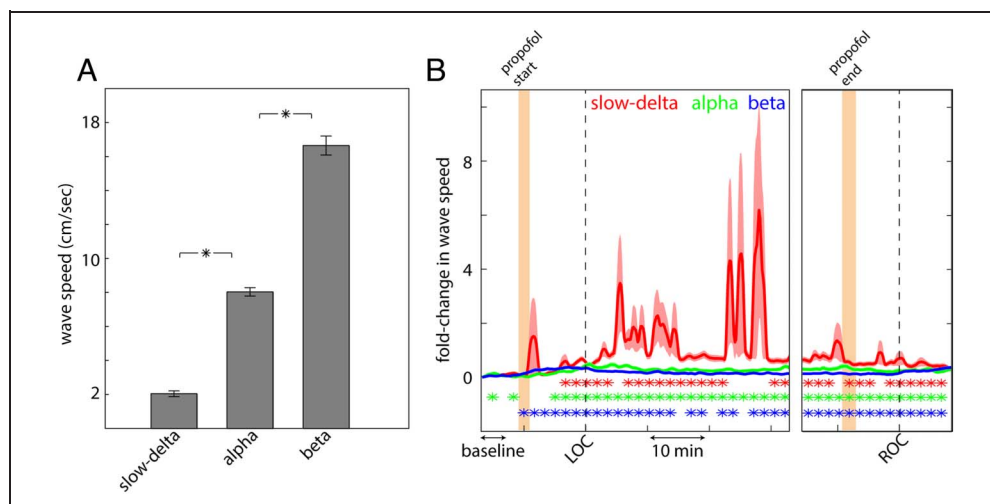 A
wave speed (cm/sec)
18
10
2
*
*
slow-delta
alpha
beta
B
propofol
start
propofol
end
slow-delta alpha beta
fold-change in wave speed
8
4
0
baseline
LOC
10 min
ROC